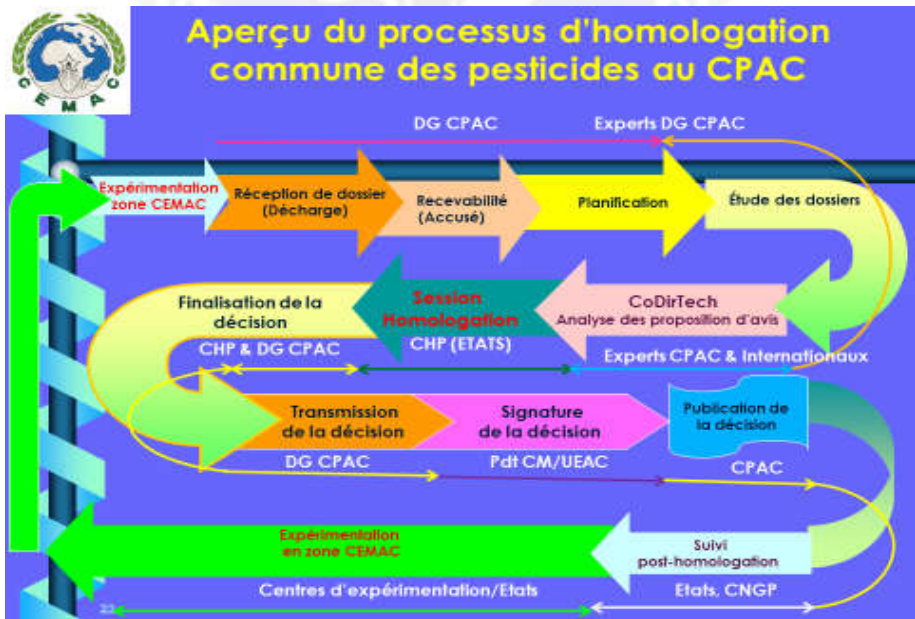 Aperçu du processus d'homologation
commune des pesticides au CPAC
CEMAC
DG CPAC
Experts DG CPAC
Expérimentation
zone CEMAC
Réception de dossier
(Décharge)
Recevabilité
(Accusé)
Planification
Étude des dossiers
Finalisation de la
décision
Session
Homologation
CoDirTech
Analyse des proposition d'avis
CHP & DG CPAC
CHP (ETATS)
Experts CPAC & Internationaux
Transmission
de la décision
Signature
de la décision
Publication de
la décision
DG CPAC
Pdt CM/UEAC
CPAC
Expérimentation
en zone CEMAC
Suivi
post-homologation
Centres d'expérimentation/Etats
Etats, CNGP
22